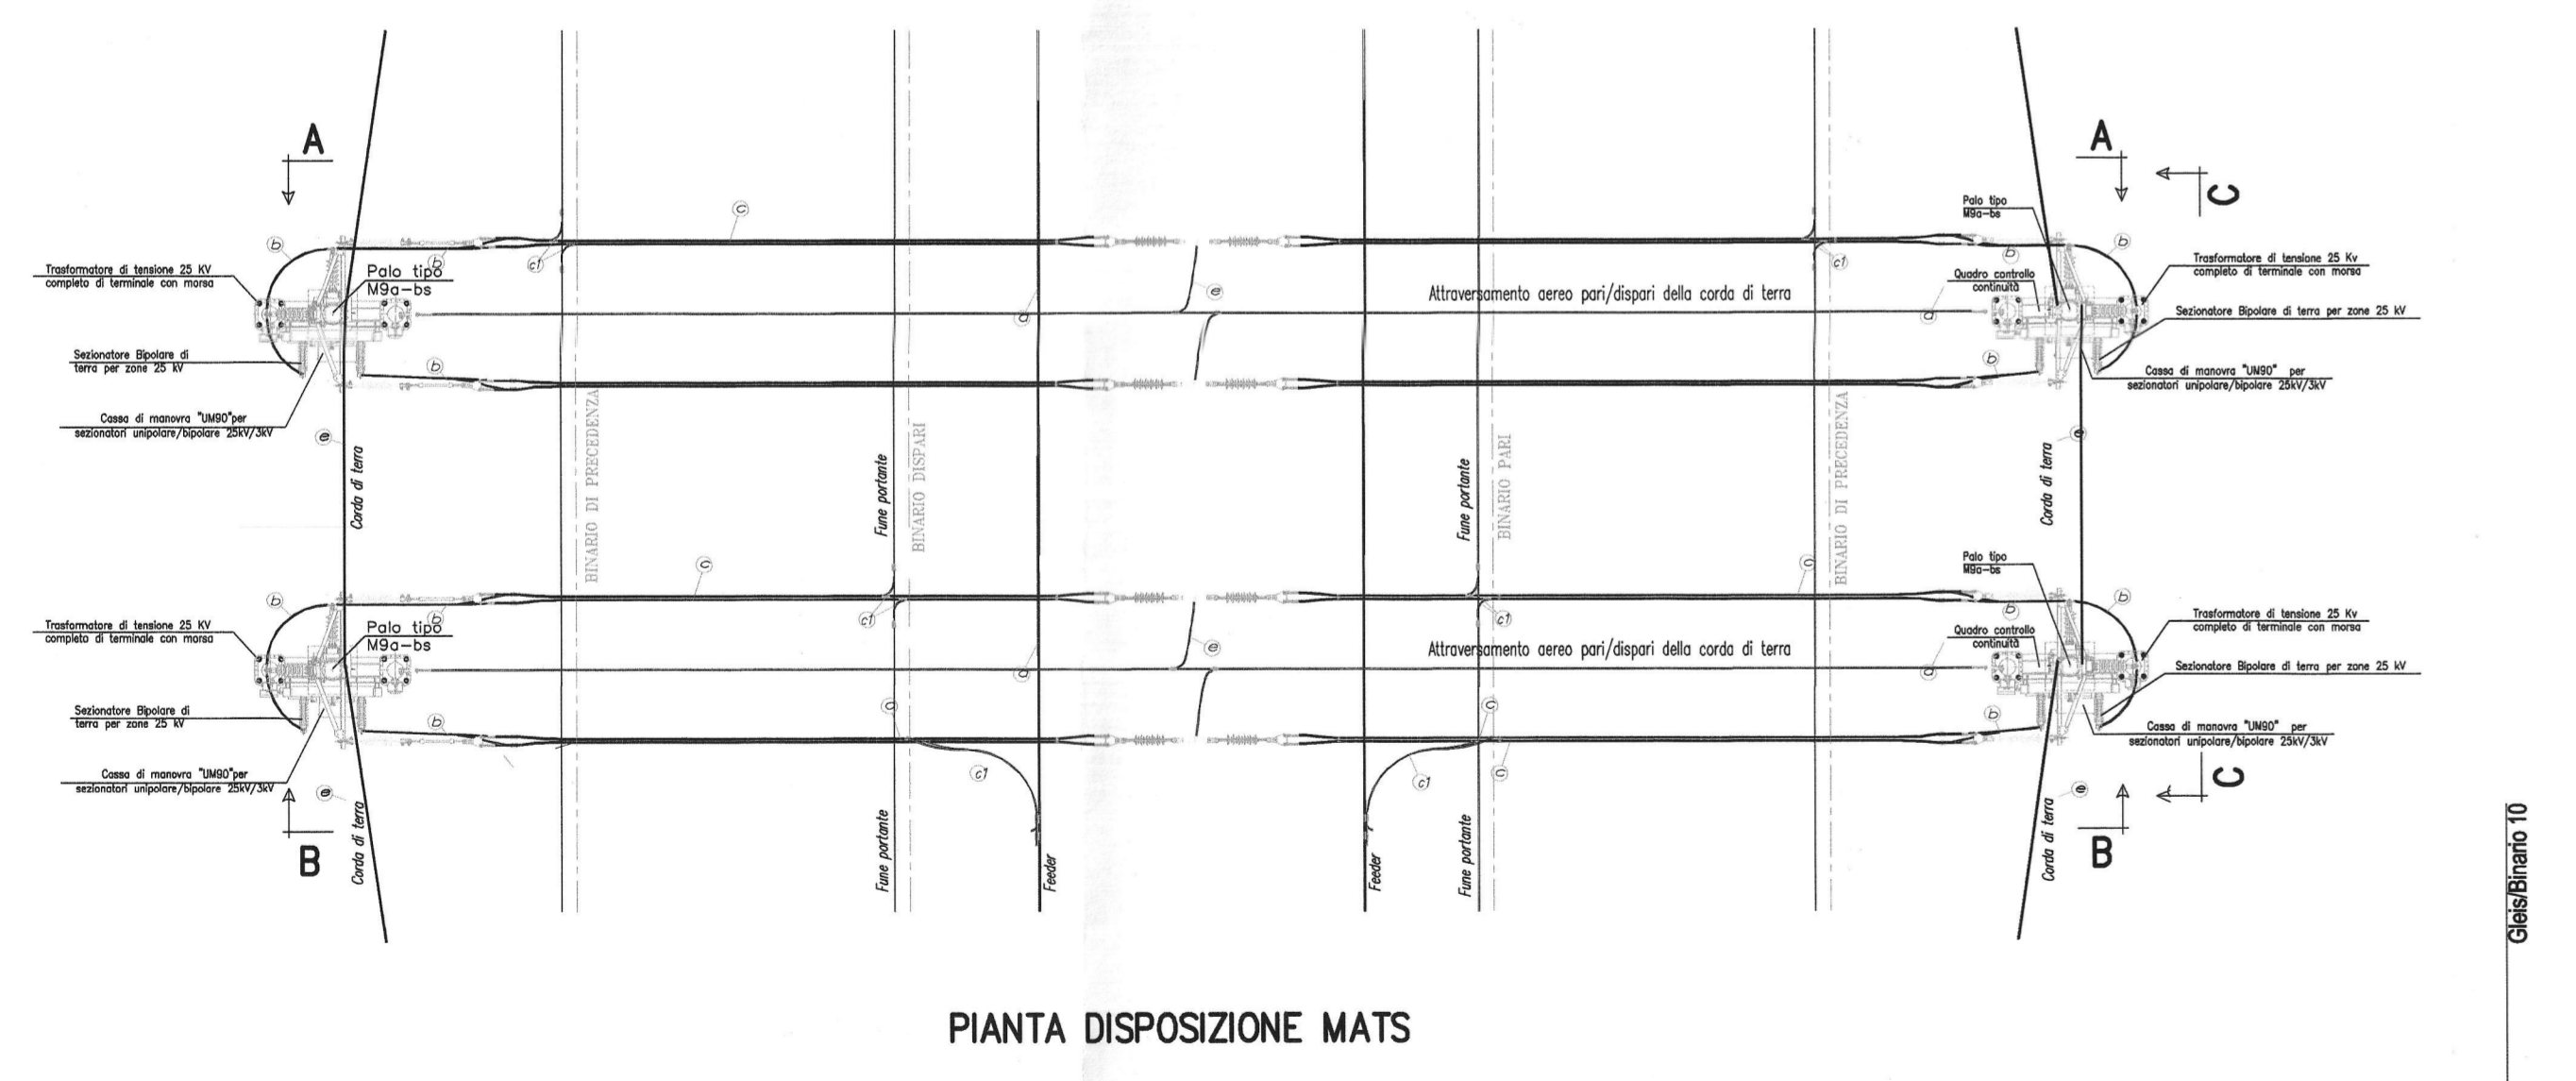 A
A
C
Palo tipo
M9a-bs
c
b
b
b
b
c1
c1
Trasformatore di tensione 25 KV
completo di terminale con morsa
Palo tipo
M9a-bs
Quadro controllo
continuità
Trasformatore di tensione 25 Kv
completo di terminale con morsa
e
Attraversamento aereo pari/dispari della corda di terra
d
d
Sezionatore Bipolare di terra per zone 25 kV
Sezionatore Bipolare di
terra per zone 25 kV
b
b
Cassa di manovra "UM90" per
sezionatori unipolare/bipolare 25kV/3kV
Cassa di manovra "UM90"per
sezionatori unipolare/bipolare 25kV/3kV
e
e
Corda di terra
BINARIO DI PRECEDENZA
Fune portante
BINARIO DISPARI
Fune portante
BINARIO PARI
BINARIO DI PRECEDENZA
Corda di terra
c
c
Palo tipo
M9a-bs
b
b
b
b
c1
c1
Trasformatore di tensione 25 KV
completo di terminale con morsa
Palo tipo
M9a-bs
Quadro controllo
continuità
Trasformatore di tensione 25 Kv
completo di terminale con morsa
e
Attraversamento aereo pari/dispari della corda di terra
d
d
Sezionatore Bipolare di terra per zone 25 kV
Sezionatore Bipolare di
terra per zone 25 kV
b
c
c
b
Cassa di manovra "UM90" per
sezionatori unipolare/bipolare 25kV/3kV
Cassa di manovra "UM90"per
sezionatori unipolare/bipolare 25kV/3kV
c1
c1
c
C
e
e
Corda di terra
Fune portante
Feeder
Feeder
Fune portante
Corda di terra
B
B
Gleis/Binario 10
PIANTA DISPOSIZIONE MATS